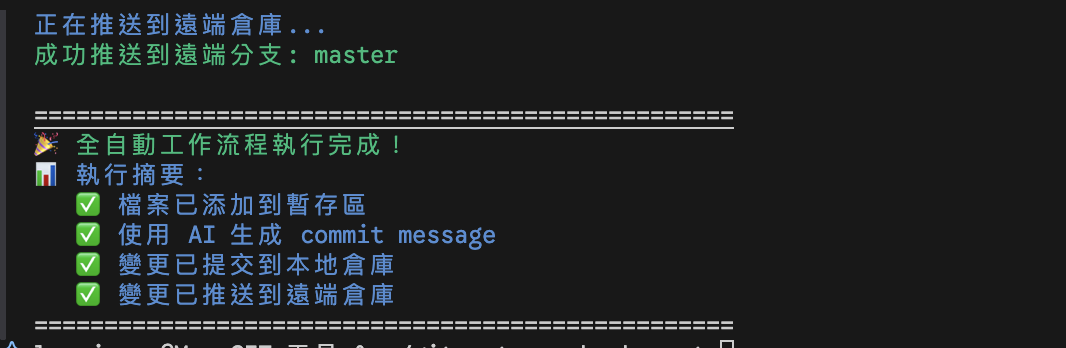 正在推送到遠端倉庫...
成功推送到遠端分支: master
==================================================
🎉 全自動工作流程執行完成！
📊 執行摘要：
✅ 檔案已添加到暫存區
✅ 使用 AI 生成 commit message
✅ 變更已提交到本地倉庫
✅ 變更已推送到遠端倉庫
==================================================